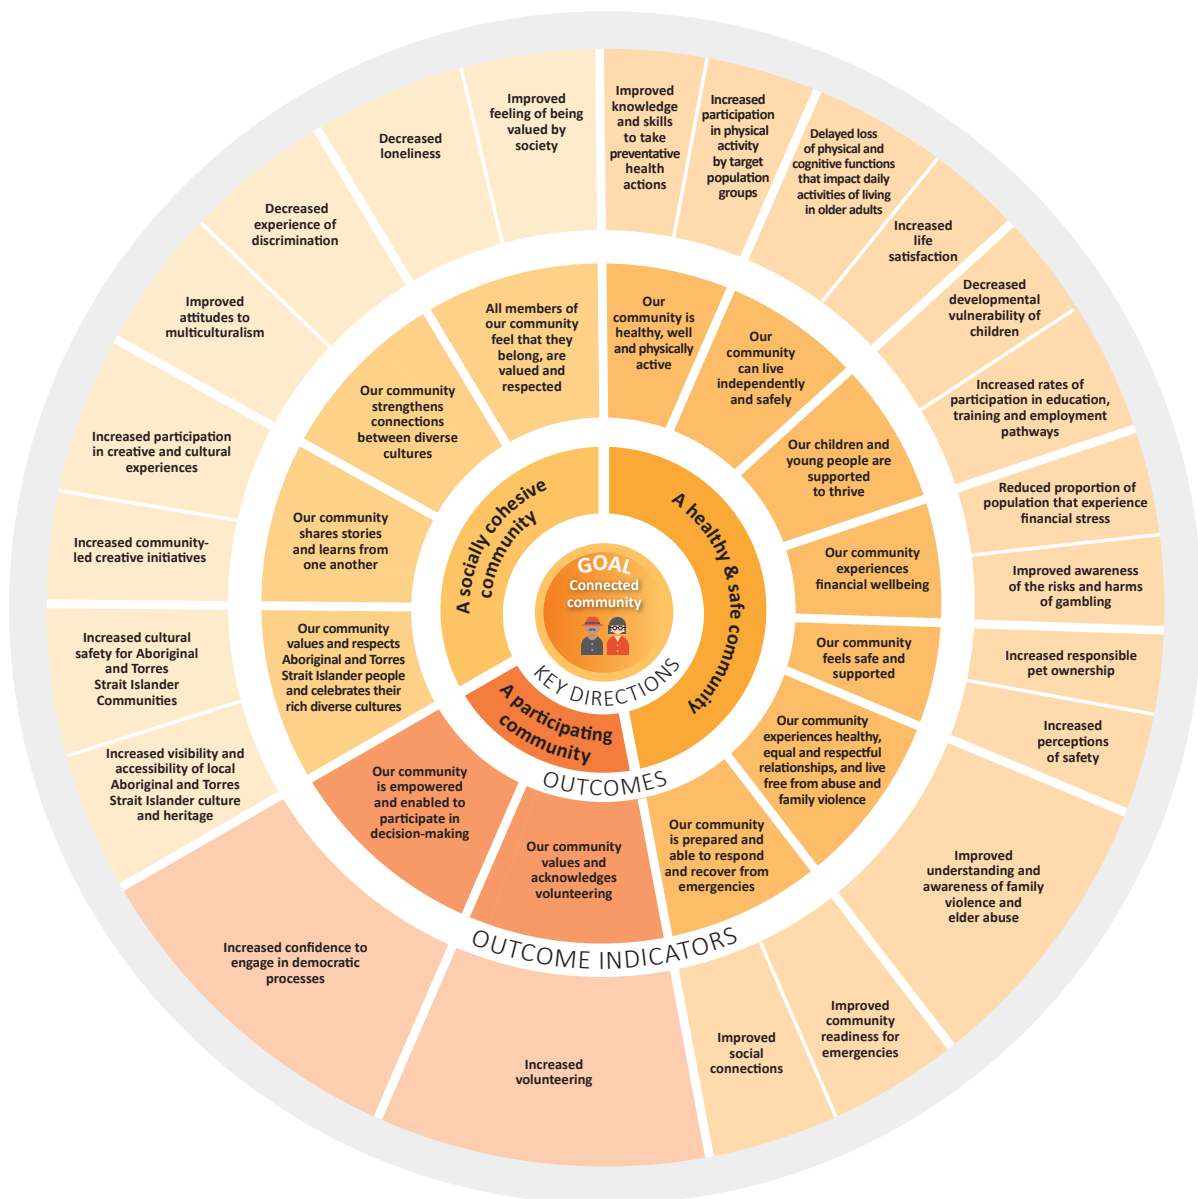 GOAL
Connected
community
KEY DIRECTIONS
A healthy & safe community
A participating
community
A socially cohesive
community
OUTCOMES
Our
community is
healthy, well
and physically
active
Our
community
can live
independently
and safely
Our children and
young people are
supported
to thrive
Our community
experiences
financial wellbeing
Our community
feels safe and
supported
Our community
experiences healthy,
equal and respectful
relationships, and live
free from abuse and
family violence
Our community
is prepared and
able to respond
and recover from
emergencies
Our community
values and
acknowledges
volunteering
Our community
is empowered
and enabled to
participate in
decision-making
Our community
values and respects
Aboriginal and Torres
Strait Islander people
and celebrates their
rich diverse cultures
Our community
shares stories
and learns from
one another
Our community
strengthens
connections
between diverse
cultures
All members of
our community
feel that they
belong, are
valued and
respected
OUTCOME INDICATORS
Improved
knowledge
and skills
to take
preventative
health
actions
Increased
participation
in physical
activity
by target
population
groups
Delayed loss
of physical and
cognitive functions
that impact daily
activities of living
in older adults
Increased
life
satisfaction
Decreased
developmental
vulnerability of
children
Increased rates of
participation in education,
training and employment
pathways
Reduced proportion of
population that experience
financial stress
Improved awareness
of the risks and harms
of gambling
Increased responsible
pet ownership
Increased
perceptions
of safety
Improved
understanding and
awareness of family
violence and
elder abuse
Improved
community
readiness for
emergencies
Improved
social
connections
Increased
volunteering
Increased confidence to
engage in democratic
processes
Increased visibility and
accessibility of local
Aboriginal and Torres
Strait Islander culture
and heritage
Increased cultural
safety for Aboriginal
and Torres
Strait Islander
Communities
Increased community-
led creative initiatives
Increased participation
in creative and cultural
experiences
Improved
attitudes to
multiculturalism
Decreased
experience of
discrimination
Decreased
loneliness
Improved
feeling of being
valued by
society